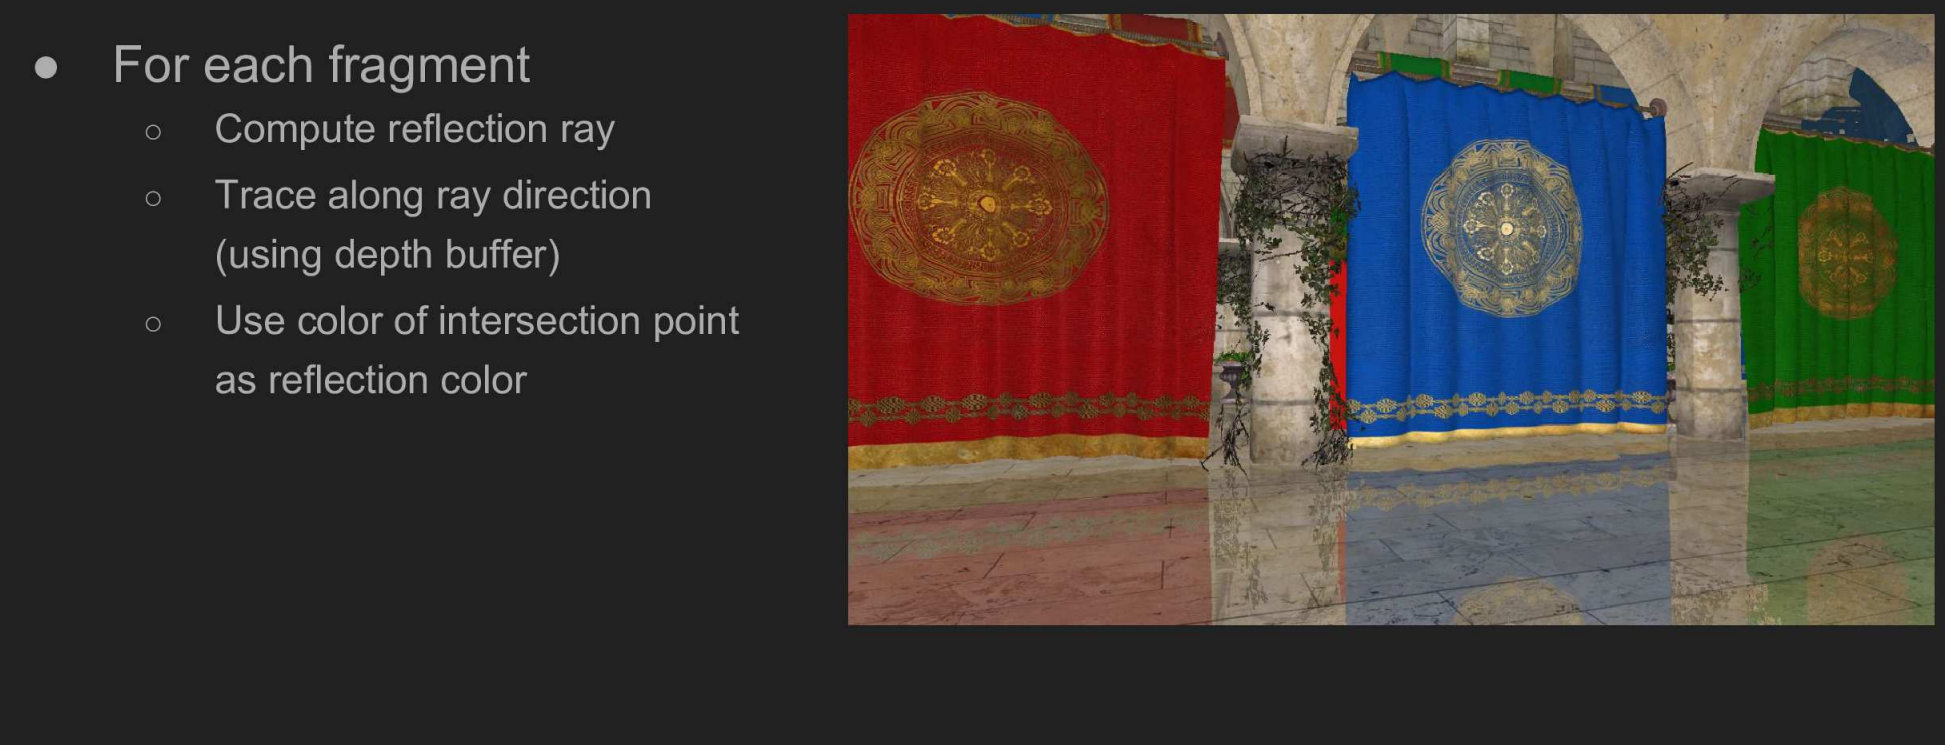 ● For each fragment
○ Compute reflection ray
○ Trace along ray direction
(using depth buffer)
○ Use color of intersection point
as reflection color